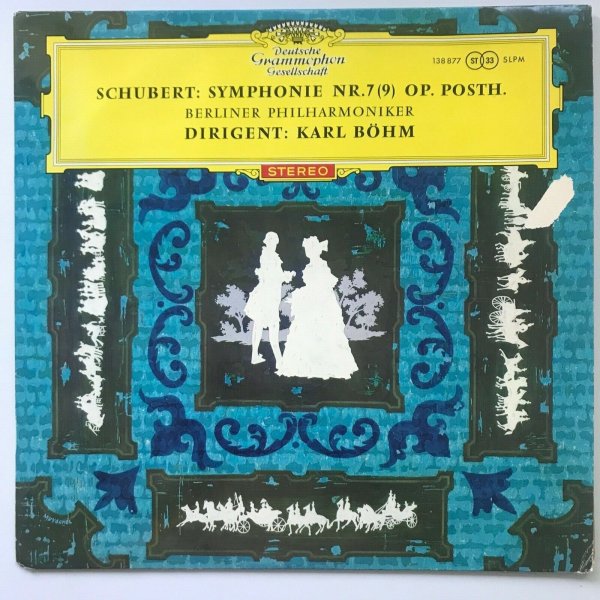 Deutsche
Grammophon
Gesellschaft
138 877 ST 33 SLPM
SCHUBERT: SYMPHONIE NR.7(9) OP. POSTH.
BERLINER PHILHARMONIKER
DIRIGENT: KARL BÖHM
STEREO